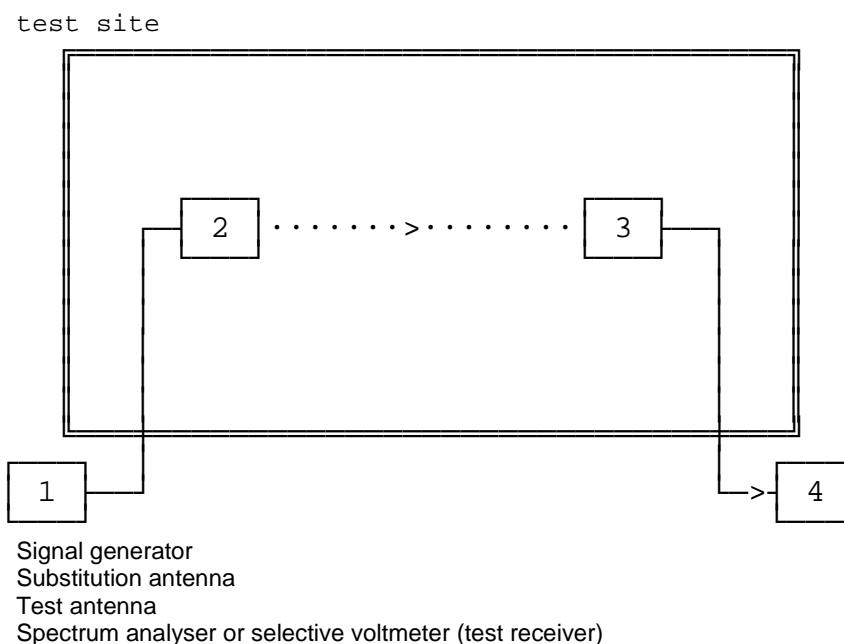 test site
2
3
1
4
Signal generator
Substitution antenna
Test antenna
Spectrum analyser or selective voltmeter (test receiver)